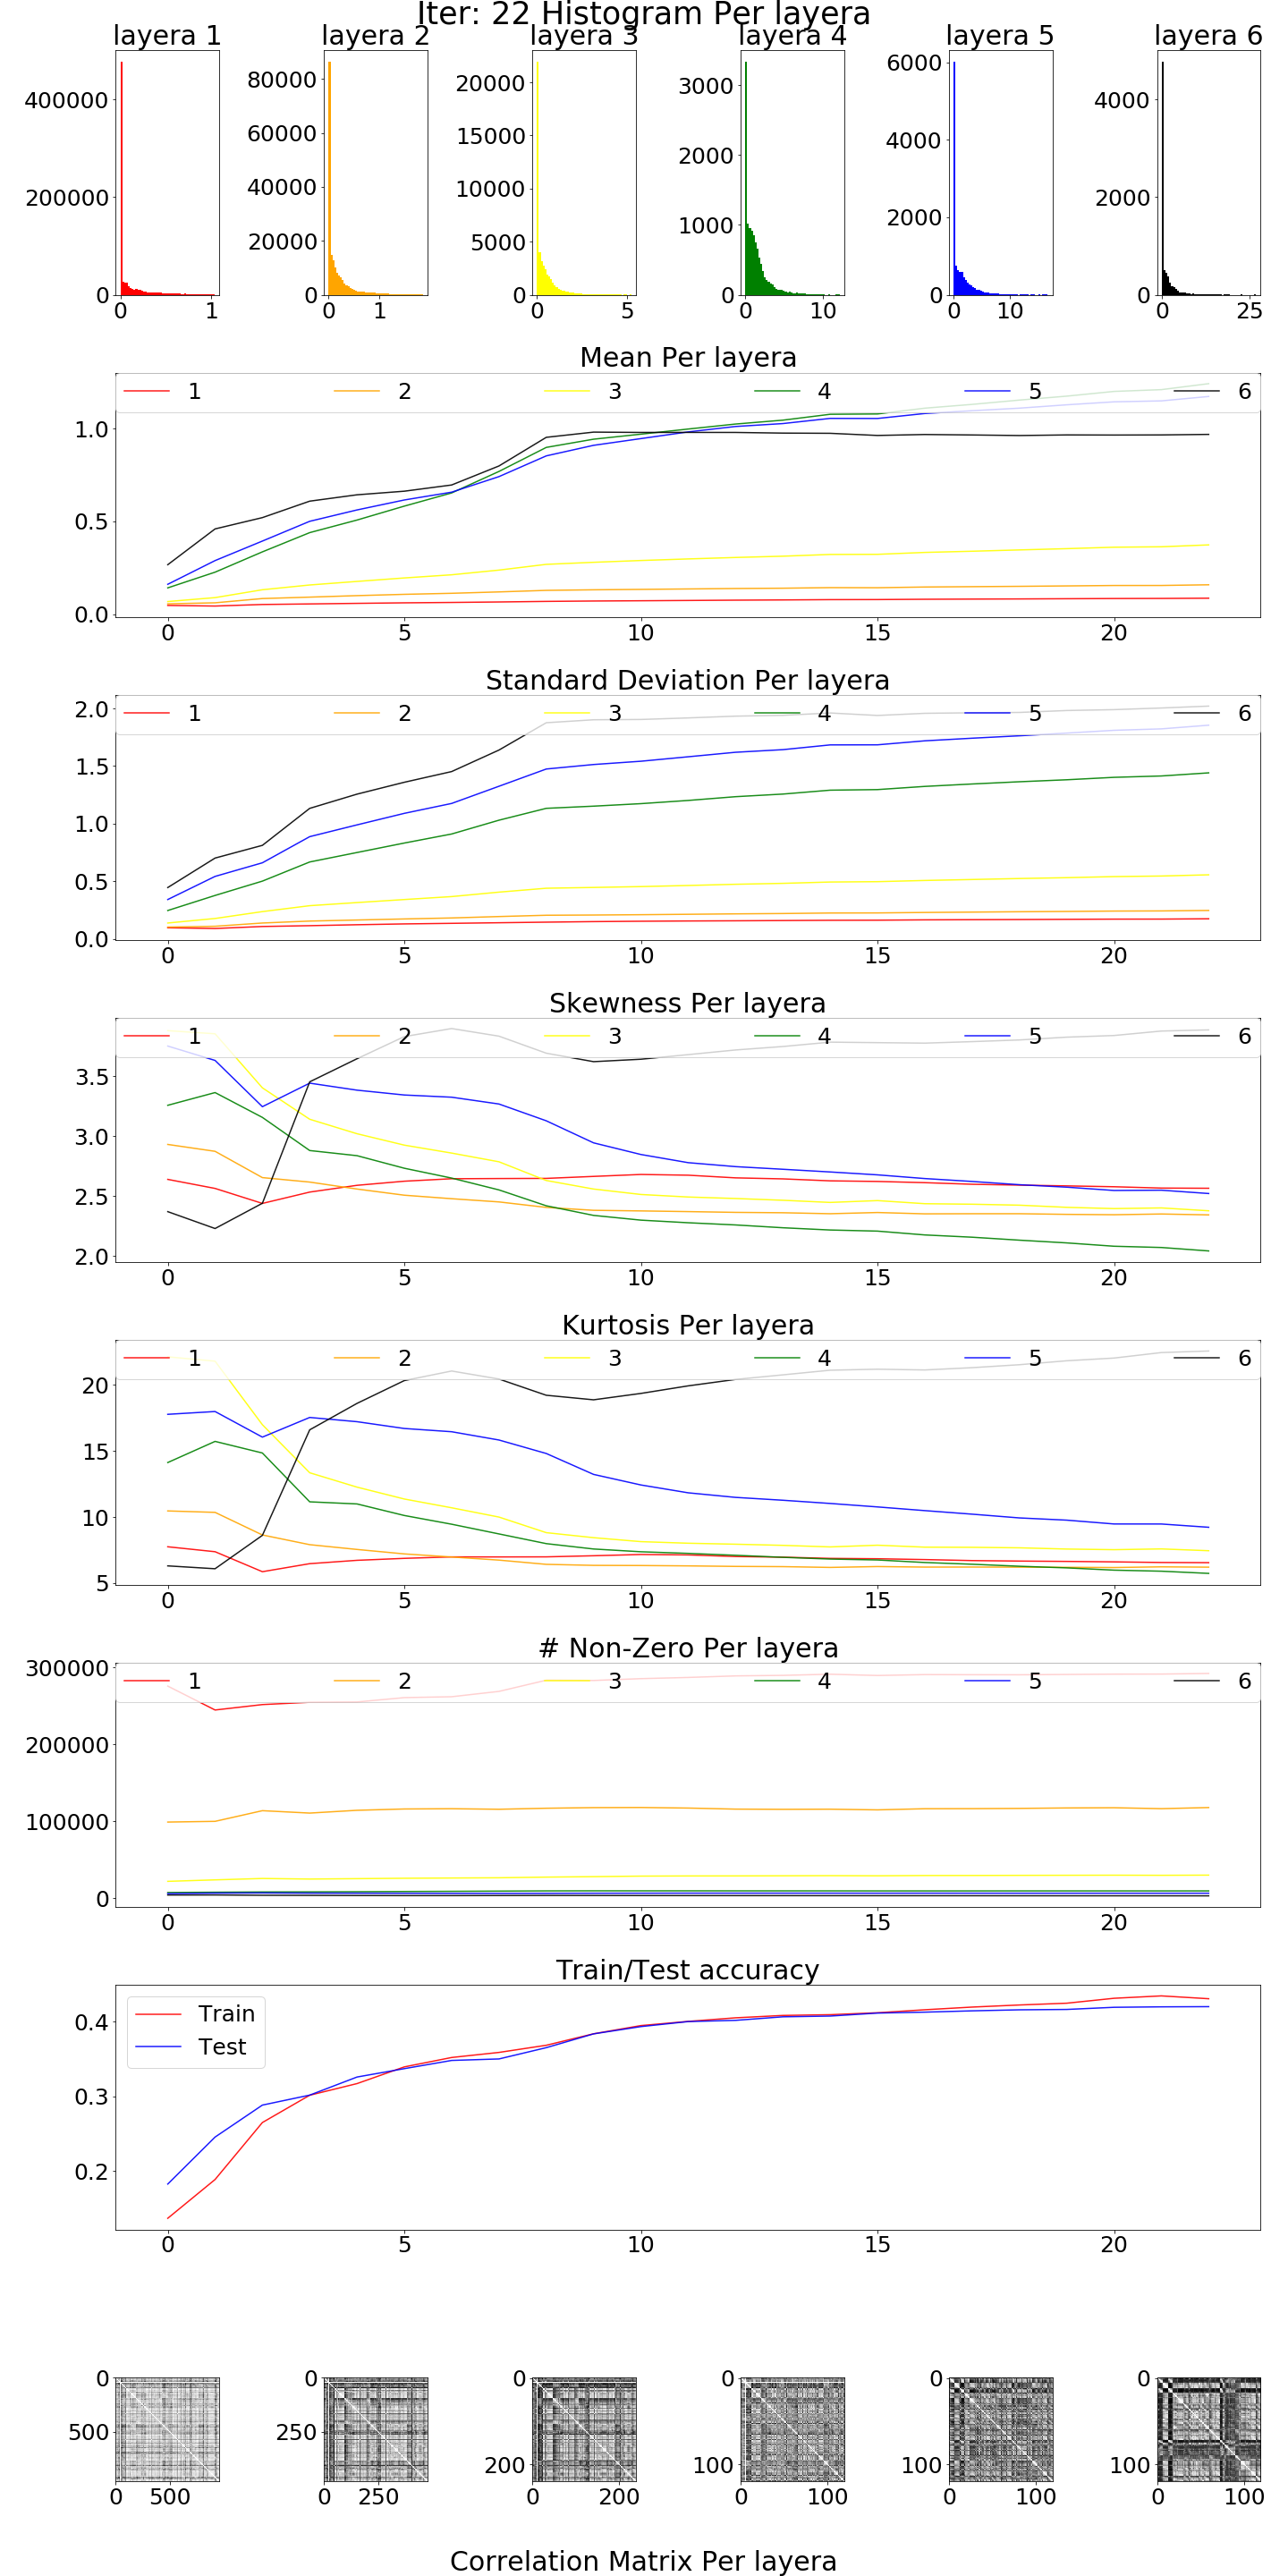 Iter: 22 Histogram Per layera
layera 1 layera 2 layera 3 layera 4 layera 5 layera 6
400000 200000 0
0 1
80000 60000 40000 20000 0
0 1
20000 15000 10000 5000 0
0 5
3000 2000 1000 0
0 10
6000 4000 2000 0
0 10
4000 2000 0
0 25
Mean Per layera
1 2 3 4 5 6
1.0
0.5
0.0
0 5 10 15 20
Standard Deviation Per layera
1 2 3 4 5 6
2.0
1.5
1.0
0.5
0.0
0 5 10 15 20
Skewness Per layera
1 2 3 4 5 6
3.5
3.0
2.5
2.0
0 5 10 15 20
Kurtosis Per layera
1 2 3 4 5 6
20
15
10
5
0 5 10 15 20
# Non-Zero Per layera
300000
1 2 3 4 5 6
200000
100000
0
0 5 10 15 20
Train/Test accuracy
Train
Test
0.4
0.3
0.2
0 5 10 15 20
0 500
0 500
0 250
0 250
0 200
0 200
0 100
0 100
0 100
0 100
0 100
0 100
Correlation Matrix Per layera